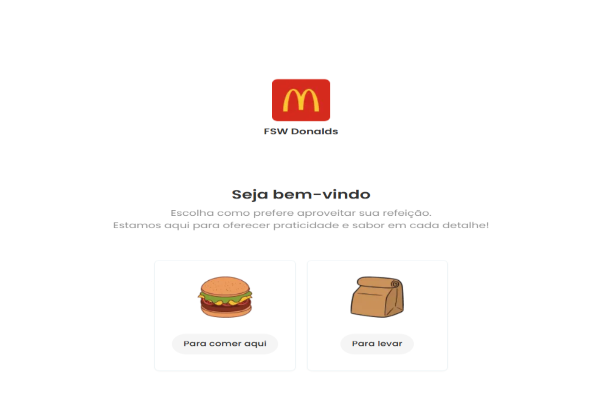 FSW Donalds
Seja bem-vindo
Escolha como prefere aproveitar sua refeição.
Estamos aqui para oferecer praticidade e sabor em cada detalhe!
Para comer aqui
Para levar